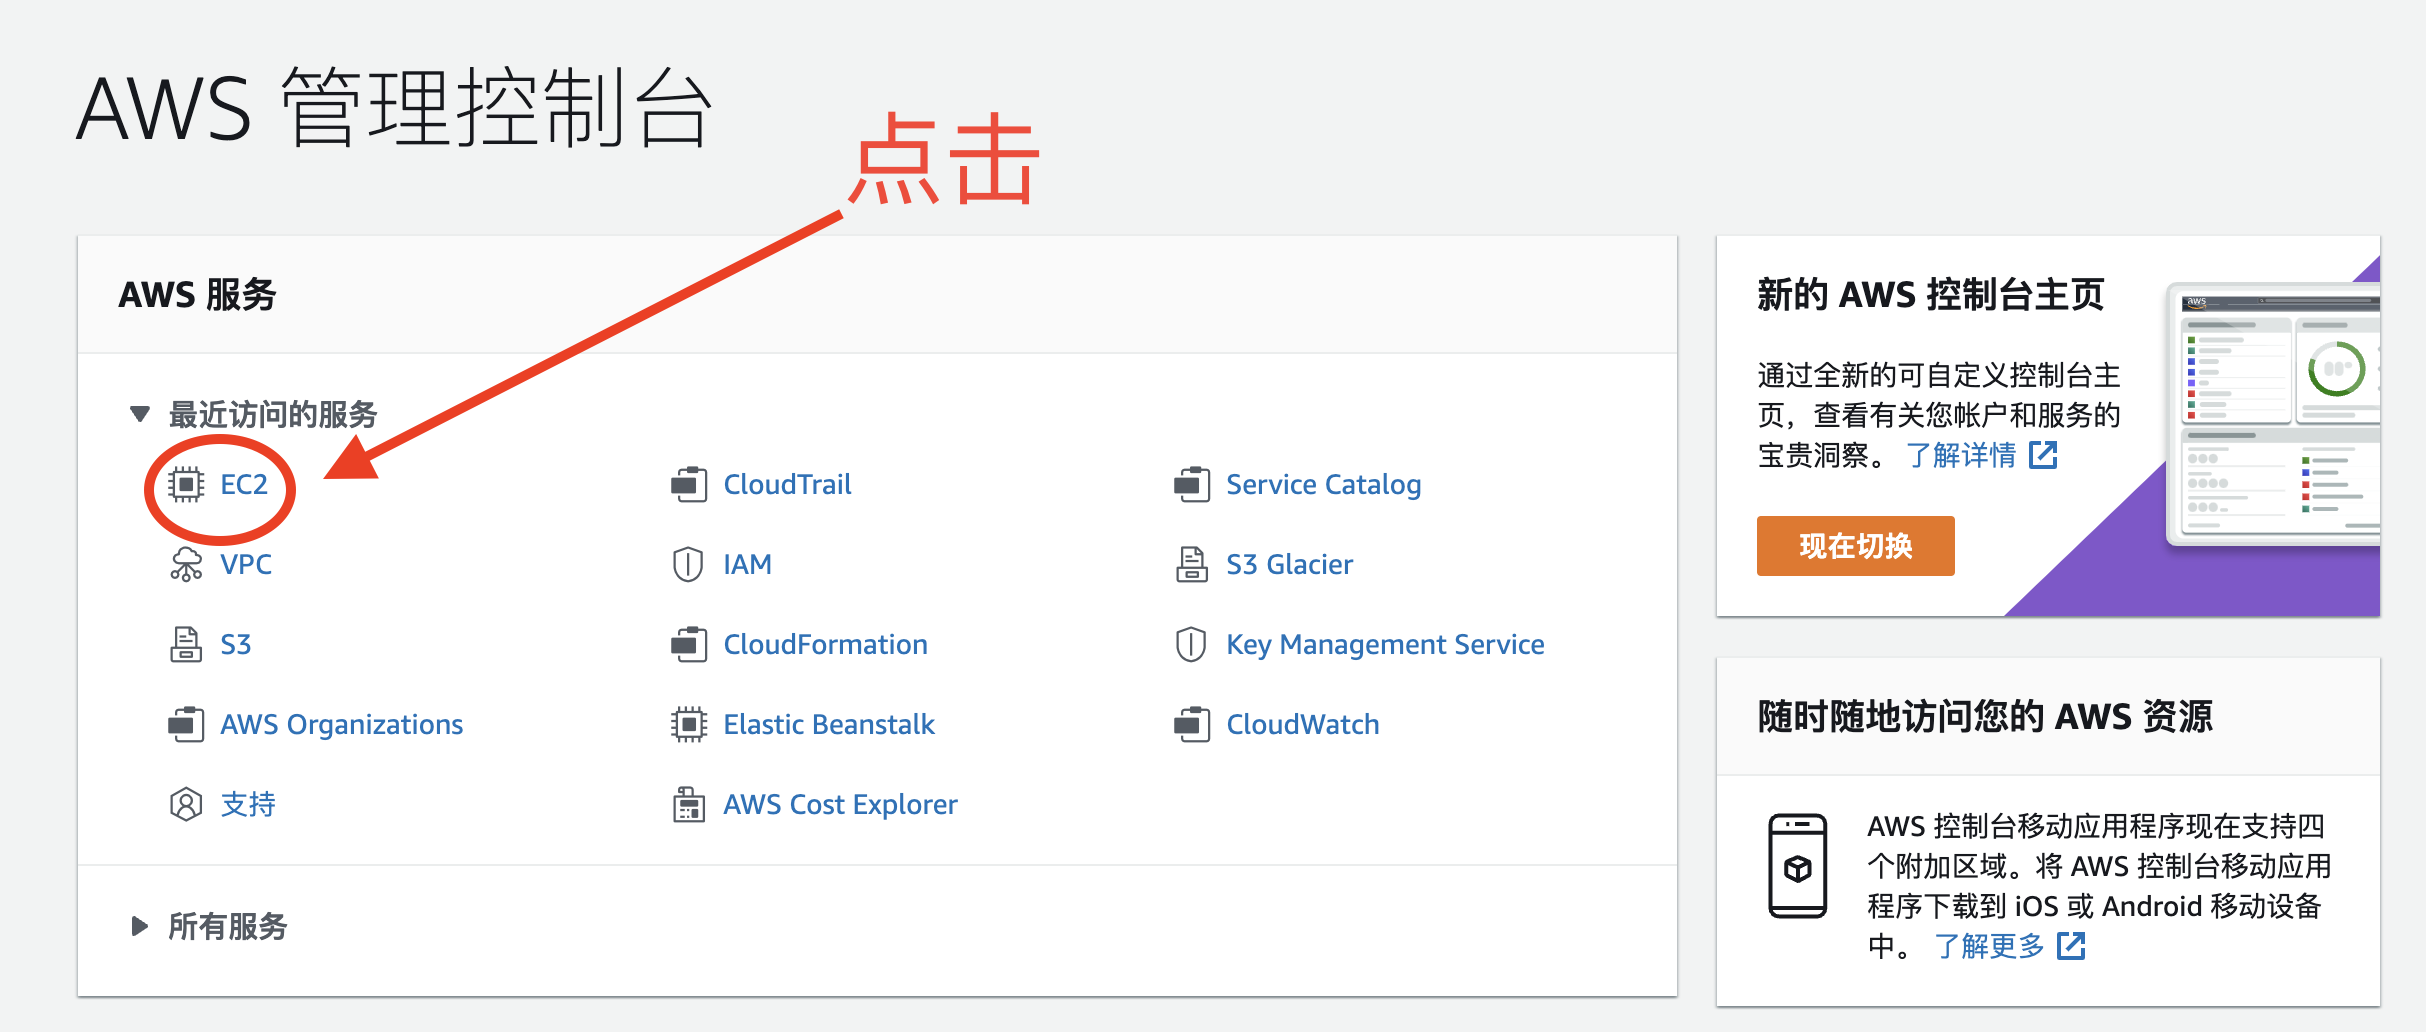 AWS 管理控制台
点击
AWS 服务
最近访问的服务
EC2
CloudTrail
Service Catalog
VPC
IAM
S3 Glacier
S3
CloudFormation
Key Management Service
AWS Organizations
Elastic Beanstalk
CloudWatch
支持
AWS Cost Explorer
所有服务
新的 AWS 控制台主页
aws
通过全新的可自定义控制台主
页，查看有关您帐户和服务的
宝贵洞察。 了解详情
现在切换
随时随地访问您的 AWS 资源
AWS 控制台移动应用程序现在支持四
个附加区域。将 AWS 控制台移动应用
程序下载到 iOS 或 Android 移动设备
中。 了解更多